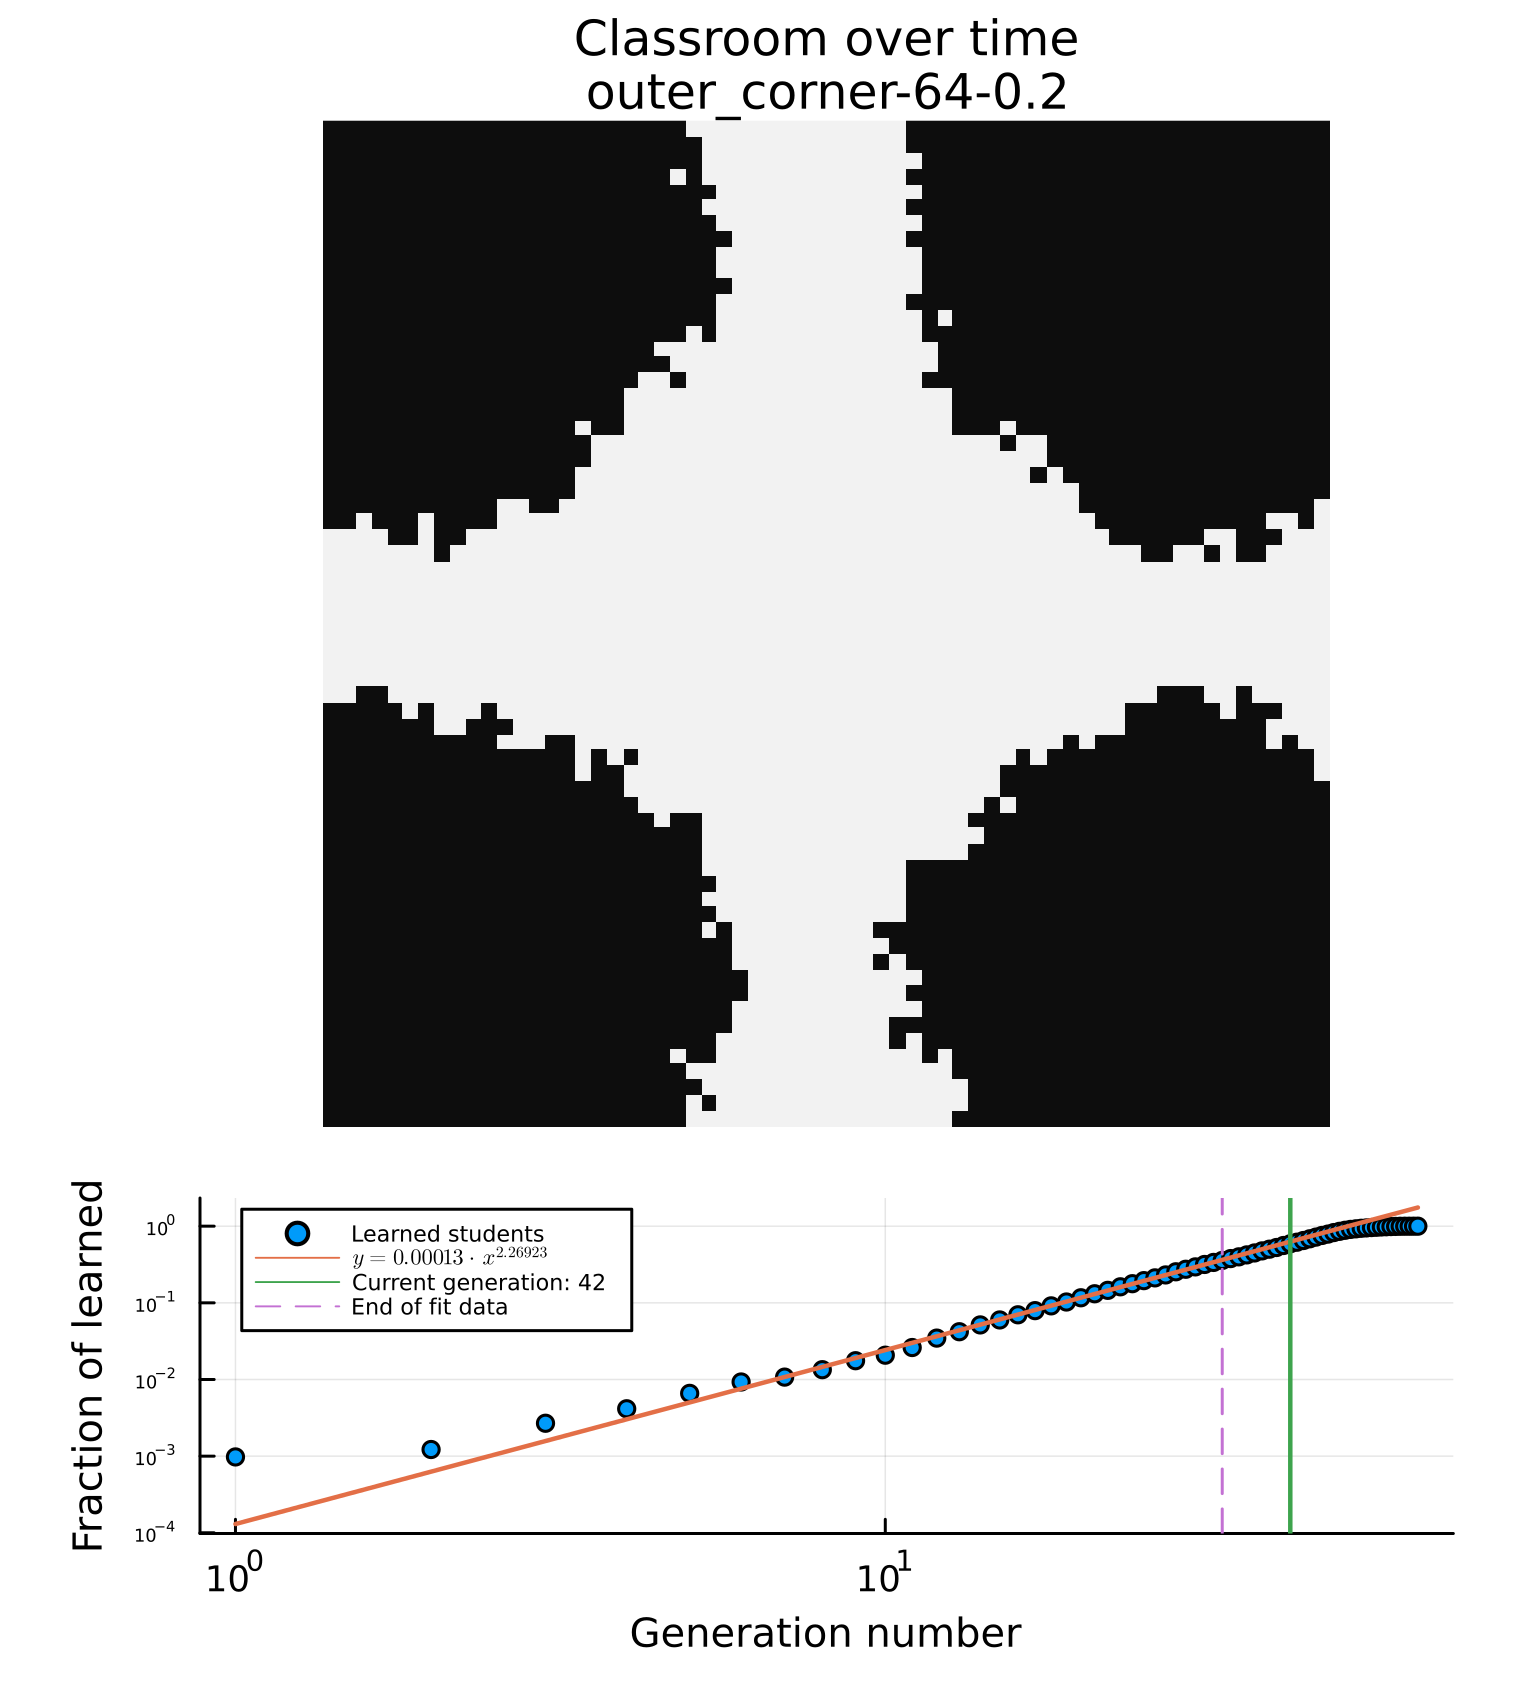 Classroom over time
outer_corner-64-0.2
Fraction of learned
10^0
10^-1
10^-2
10^-3
10^-4
Learned students
y = 0.00013 · x^2.26923
Current generation: 42
End of fit data
10^0
10^1
Generation number